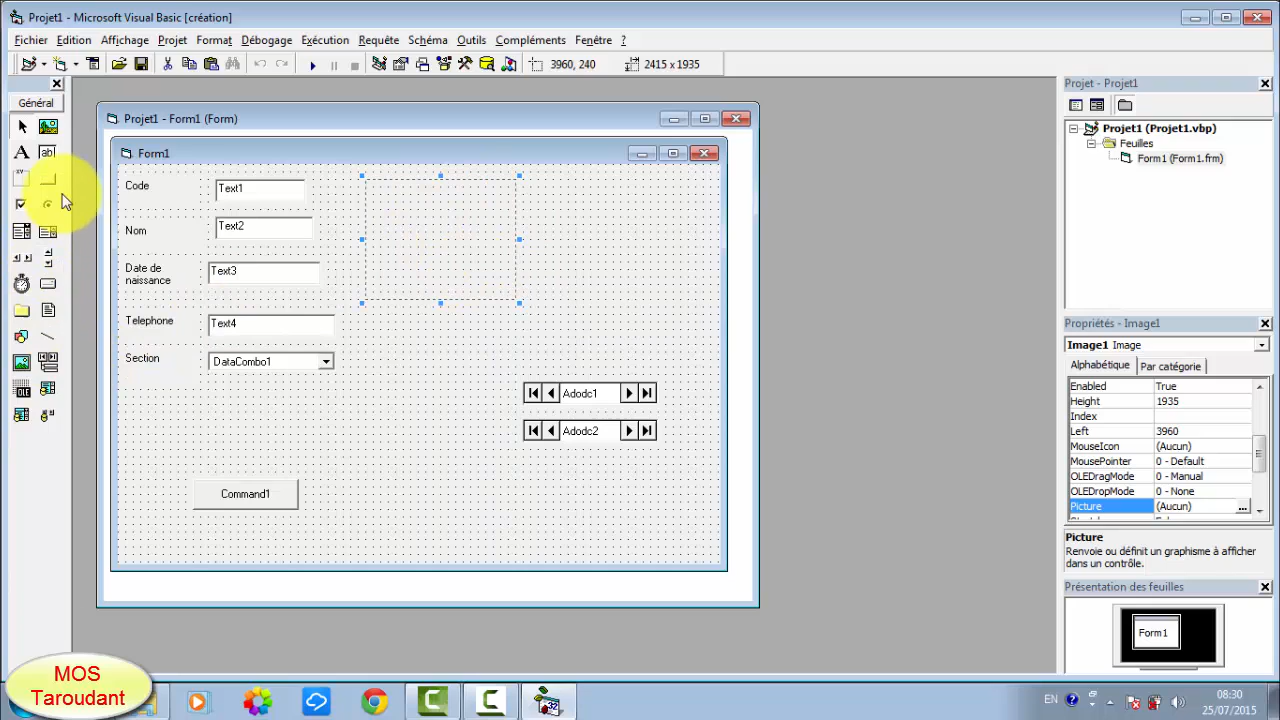 Projet1 - Microsoft Visual Basic [création]
Fichier Edition Affichage Projet Format Débogage Exécution Requête Schéma Outils Compléments Fenêtre ?
3960, 240 2415 x 1935
Général
A ab
Projet1 - Form1 (Form)
Form1
Code Text1
Nom Text2
Date de naissance Text3
Telephone Text4
Section DataCombo1
Adodc1
Adodc2
Command1
Projet - Projet1
Projet1 (Projet1.vbp)
Feuilles
Form1 (Form1.frm)
Propriétés - Image1
Image1 Image
Alphabétique Par catégorie
Enabled True
Height 1935
Index
Left 3960
MouseIcon (Aucun)
MousePointer 0 - Default
OLEDragMode 0 - Manual
OLEDropMode 0 - None
Picture (Aucun) ...
Picture
Renvoie ou définit un graphisme à afficher
dans un contrôle.
Présentation des feuilles
Form1
MOS
Taroudant
EN
08:30
25/07/2015